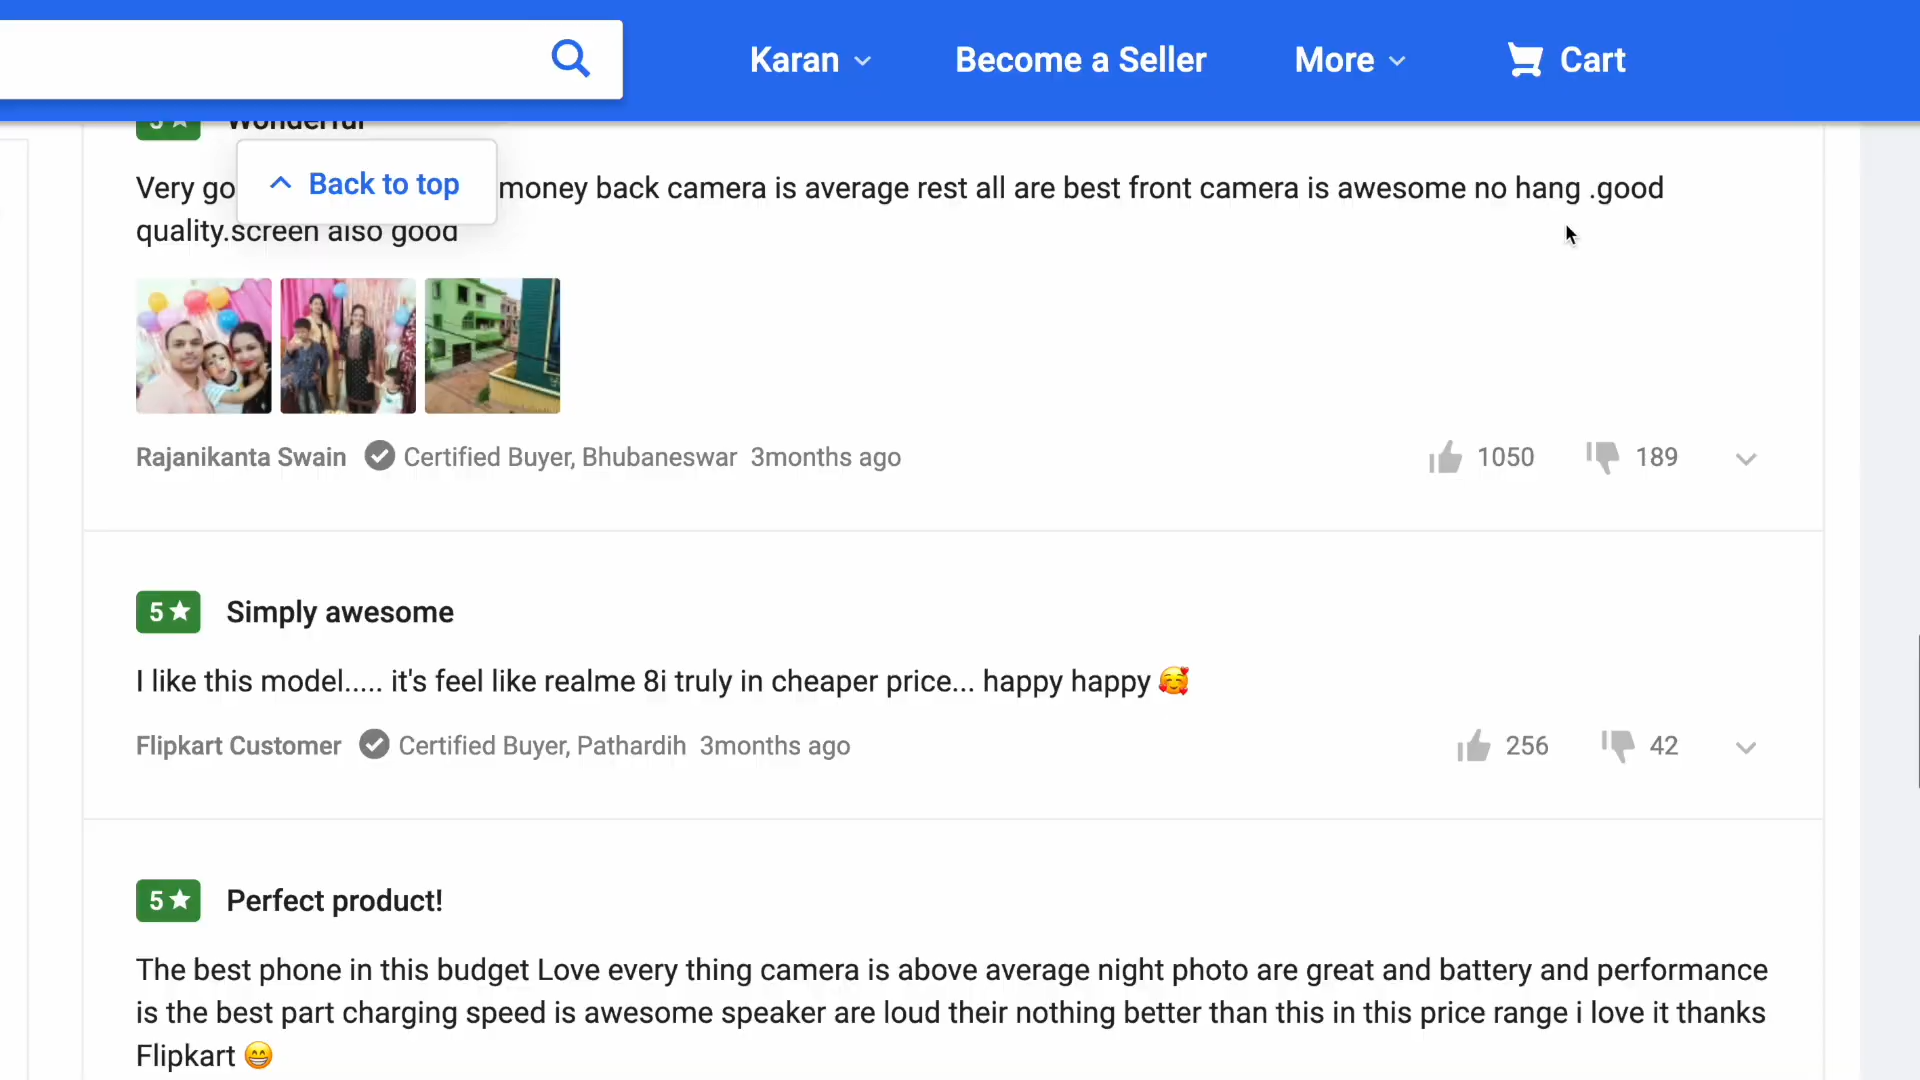 Karan
Become a Seller
More
Cart
5 Wonderful
Back to top
Very go money back camera is average rest all are best front camera is awesome no hang .good
quality.screen also good
Rajanikanta Swain Certified Buyer, Bhubaneswar 3months ago
1050
189
5 Simply awesome
I like this model..... it's feel like realme 8i truly in cheaper price... happy happy 🥰
Flipkart Customer Certified Buyer, Pathardih 3months ago
256
42
5 Perfect product!
The best phone in this budget Love every thing camera is above average night photo are great and battery and performance
is the best part charging speed is awesome speaker are loud their nothing better than this in this price range i love it thanks
Flipkart 😁